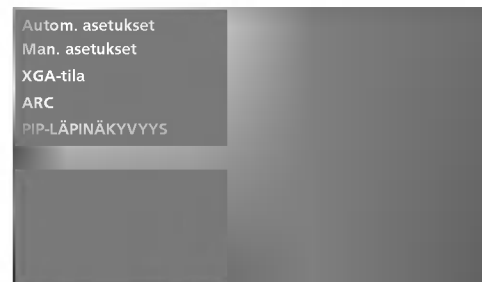 Autom. asetukset
Man. asetukset
XGA-tila
ARC
PIP-LÄPINÄKYVYYS